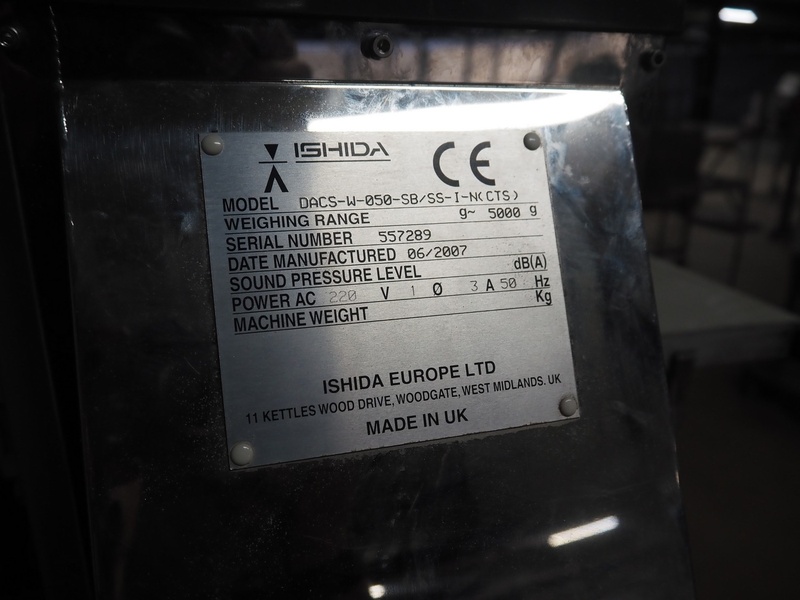 ISHIDA CE
MODEL DACS-W-050-SB/SS-I-N(CTS)
WEIGHING RANGE g~ 5000 g
SERIAL NUMBER 557289
DATE MANUFACTURED 06/2007
SOUND PRESSURE LEVEL dB(A)
POWER AC 220 V 1 Ø 3 A 50 Hz
MACHINE WEIGHT Kg
ISHIDA EUROPE LTD
11 KETTLES WOOD DRIVE, WOODGATE, WEST MIDLANDS. UK
MADE IN UK